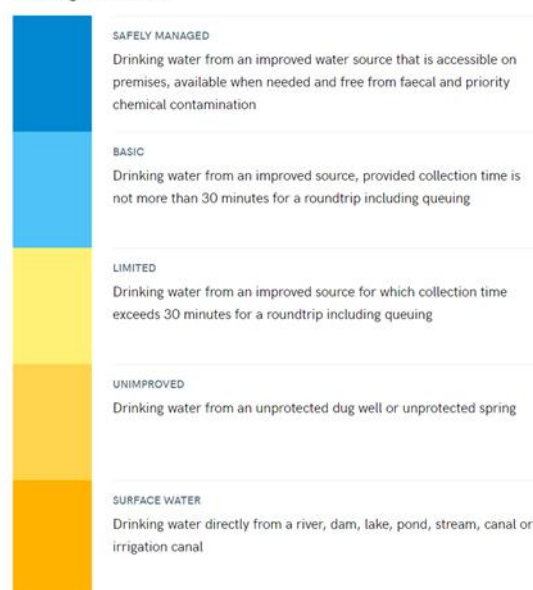 SAFELY MANAGED
Drinking water from an improved water source that is accessible on
premises, available when needed and free from faecal and priority
chemical contamination
BASIC
Drinking water from an improved source, provided collection time is
not more than 30 minutes for a roundtrip including queuing
LIMITED
Drinking water from an improved source for which collection time
exceeds 30 minutes for a roundtrip including queuing
UNIMPROVED
Drinking water from an unprotected dug well or unprotected spring
SURFACE WATER
Drinking water directly from a river, dam, lake, pond, stream, canal or
irrigation canal